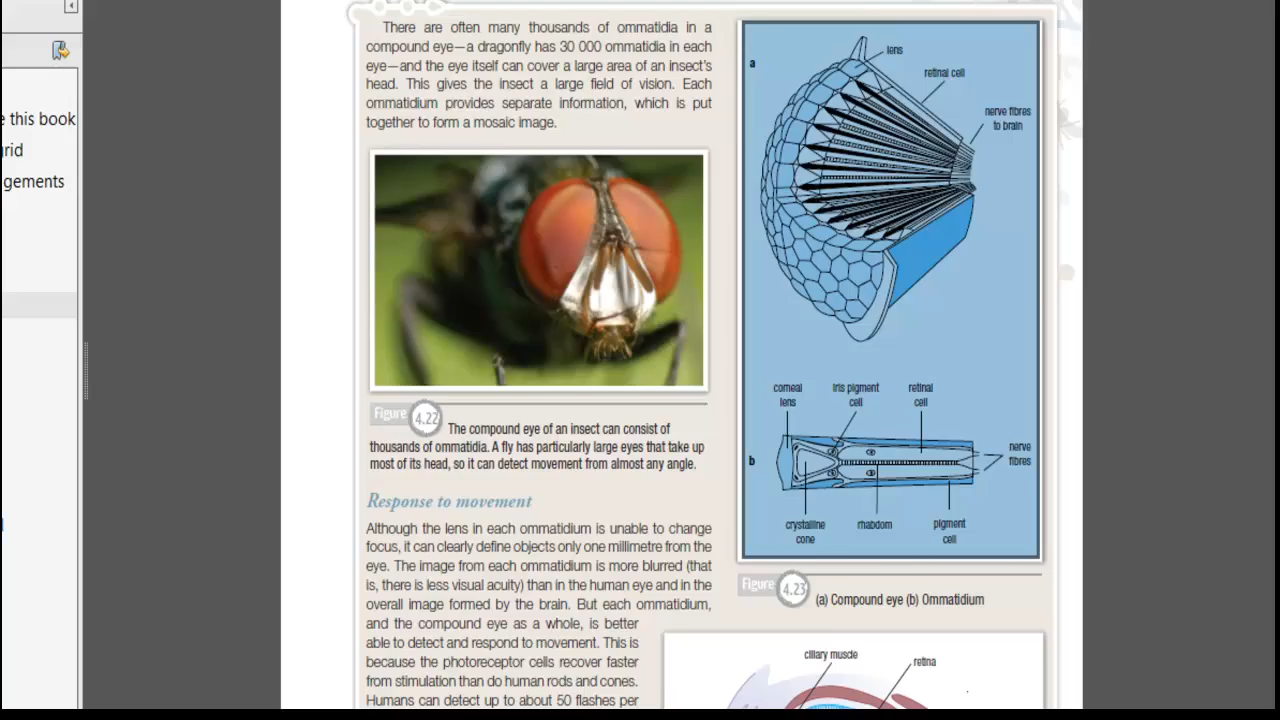 e this book
grid
gements
There are often many thousands of ommatidia in a
compound eye—a dragonfly has 30 000 ommatidia in each
eye—and the eye itself can cover a large area of an insect's
head. This gives the insect a large field of vision. Each
ommatidium provides separate information, which is put
together to form a mosaic image.
Figure 4.22
The compound eye of an insect can consist of
thousands of ommatidia. A fly has particularly large eyes that take up
most of its head, so it can detect movement from almost any angle.
Response to movement
Although the lens in each ommatidium is unable to change
focus, it can clearly define objects only one millimetre from the
eye. The image from each ommatidium is more blurred (that
is, there is less visual acuity) than in the human eye and in the
overall image formed by the brain. But each ommatidium,
and the compound eye as a whole, is better
able to detect and respond to movement. This is
because the photoreceptor cells recover faster
from stimulation than do human rods and cones.
Humans can detect up to about 50 flashes per
a
lens
retinal cell
nerve fibres
to brain
corneal
lens
iris pigment
cell
retinal
cell
b
nerve
fibres
crystalline
cone
rhabdom
pigment
cell
Figure 4.23
(a) Compound eye (b) Ommatidium
ciliary muscle
retina